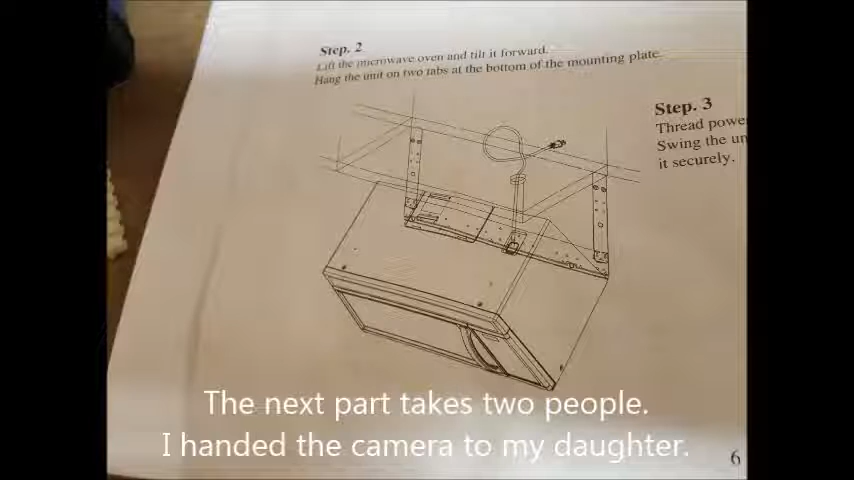 Step. 2
Lift the microwave oven and tilt it forward.
Hang the unit on two tabs at the bottom of the mounting plate.
Step. 3
Thread powe
Swing the un
it securely.
The next part takes two people.
I handed the camera to my daughter.
6